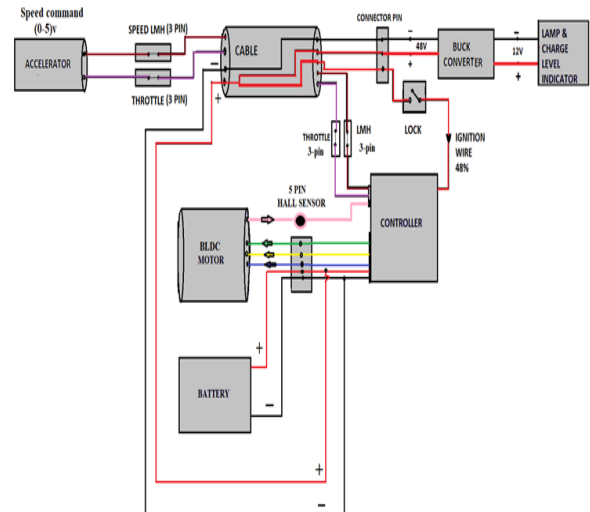 Speed command
(0-5)v
ACCELERATOR
SPEED LMH (3 PIN)
THROTTLE (3 PIN)
CABLE
−
+
CONNECTOR PIN
−
48V
+
BUCK
CONVERTER
−
12V
+
LAMP &
CHARGE
LEVEL
INDICATOR
LOCK
IGNITION
WIRE
48%
THROTTLE
3-pin
LMH
3-pin
5 PIN
HALL SENSOR
CONTROLLER
BLDC
MOTOR
+
BATTERY
−
+
−